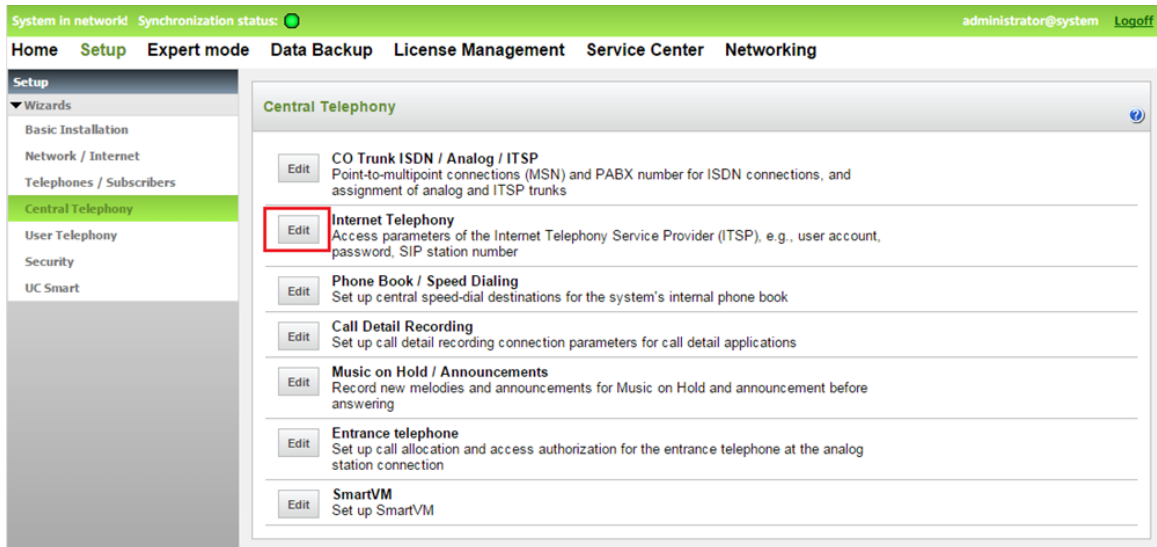 System in network! Synchronization status:
administrator@system Logoff
Home Setup Expert mode Data Backup License Management Service Center Networking
Setup
Wizards
Basic Installation
Network / Internet
Telephones / Subscribers
Central Telephony
User Telephony
Security
UC Smart
Central Telephony
?
Edit
CO Trunk ISDN / Analog / ITSP
Point-to-multipoint connections (MSN) and PABX number for ISDN connections, and
assignment of analog and ITSP trunks
Edit
Internet Telephony
Access parameters of the Internet Telephony Service Provider (ITSP), e.g., user account,
password, SIP station number
Edit
Phone Book / Speed Dialing
Set up central speed-dial destinations for the system's internal phone book
Edit
Call Detail Recording
Set up call detail recording connection parameters for call detail applications
Edit
Music on Hold / Announcements
Record new melodies and announcements for Music on Hold and announcement before
answering
Edit
Entrance telephone
Set up call allocation and access authorization for the entrance telephone at the analog
station connection
Edit
SmartVM
Set up SmartVM